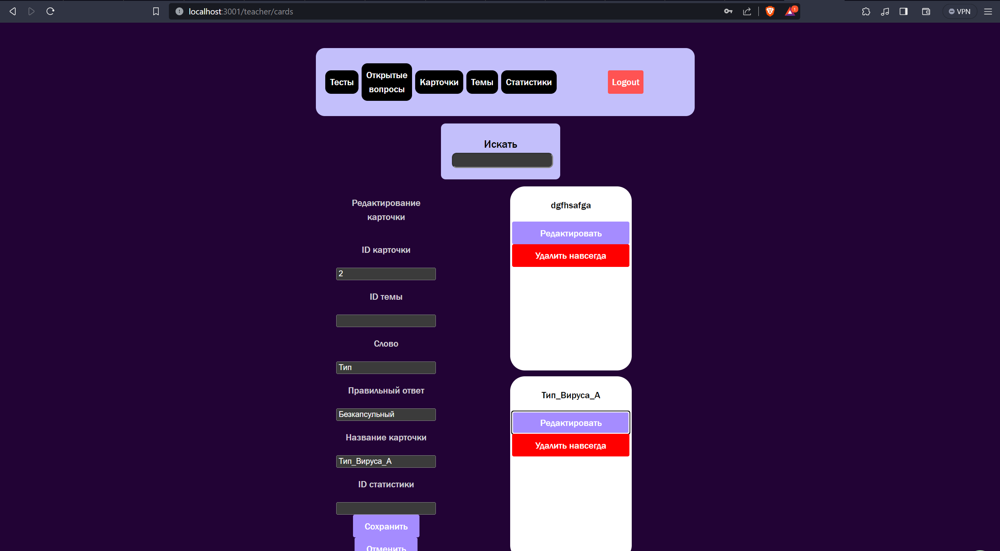 localhost:3001/teacher/cards
1
VPN
Тесты
Открытые
вопросы
Карточки
Темы
Статистики
Logout
Искать
Редактирование
карточки
ID карточки
2
ID темы
Слово
Тип
Правильный ответ
Безкапсульный
Название карточки
Тип_Вируса_А
ID статистики
Сохранить
Отменить
dgfhsafga
Редактировать
Удалить навсегда
Тип_Вируса_А
Редактировать
Удалить навсегда